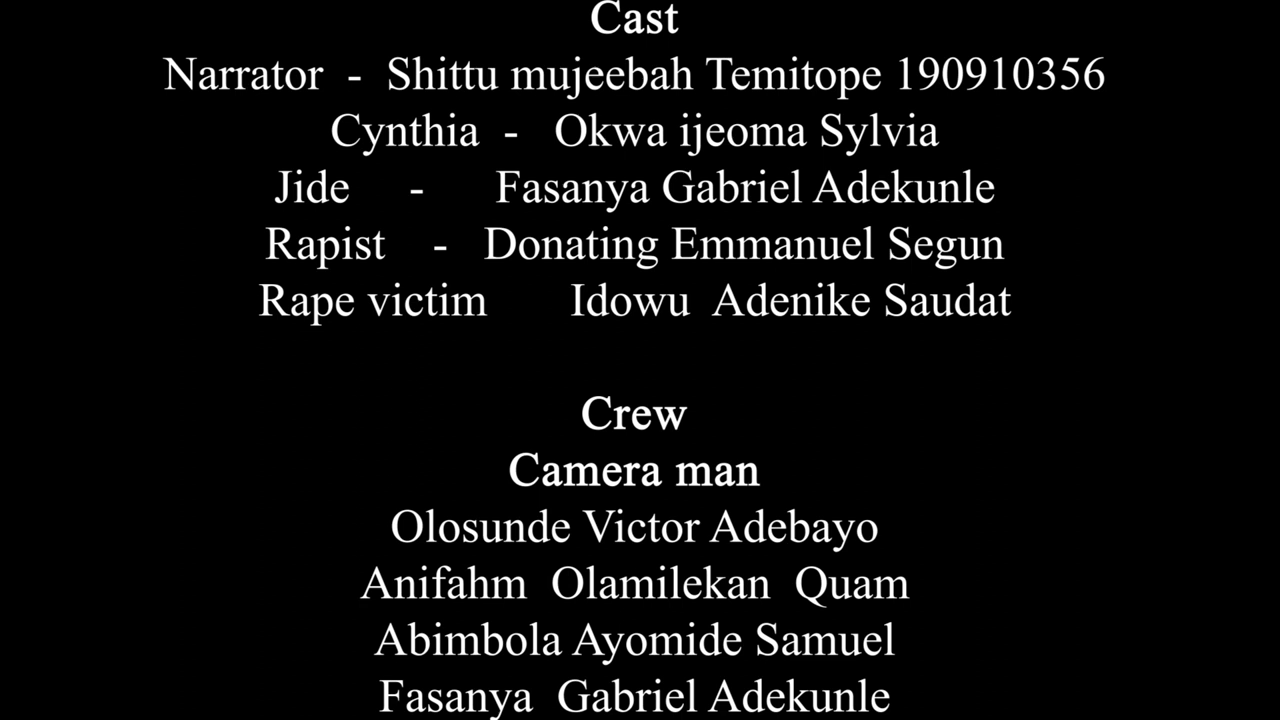 Cast
Narrator - Shittu mujeebah Temitope 190910356
Cynthia - Okwa ijeoma Sylvia
Jide - Fasanya Gabriel Adekunle
Rapist - Donating Emmanuel Segun
Rape victim Idowu Adenike Saudat
Crew
Camera man
Olosunde Victor Adebayo
Anifahm Olamilekan Quam
Abimbola Ayomide Samuel
Fasanya Gabriel Adekunle